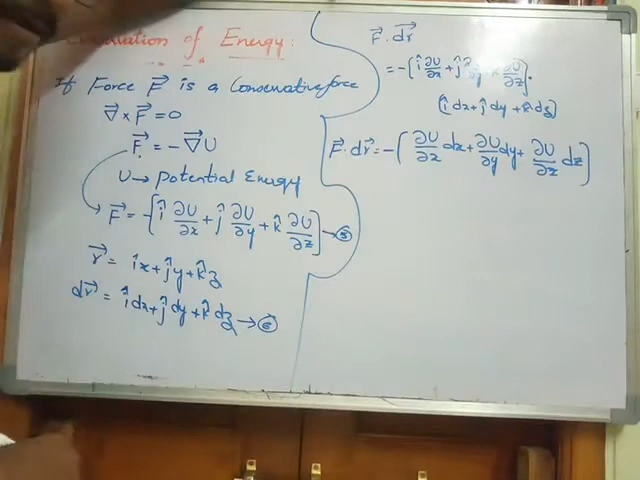 of Energy:
If Force F⃗ is a Conservative force
∇⃗ × F⃗ = 0
F⃗ = - ∇⃗U
U → Potential Energy
F⃗ = -[î ∂U/∂x + ĵ ∂U/∂y + k̂ ∂U/∂z] → ⑤
r⃗ = îx + ĵy + k̂z
dr⃗ = îdx + ĵdy + k̂dz → ⑥
F⃗. dr⃗
= -[î ∂U/∂x + ĵ ∂U/∂y + k̂ ∂U/∂z].
(îdx + ĵdy + k̂dz)
F⃗. dr⃗ = -[∂U/∂x dx + ∂U/∂y dy + ∂U/∂z dz]